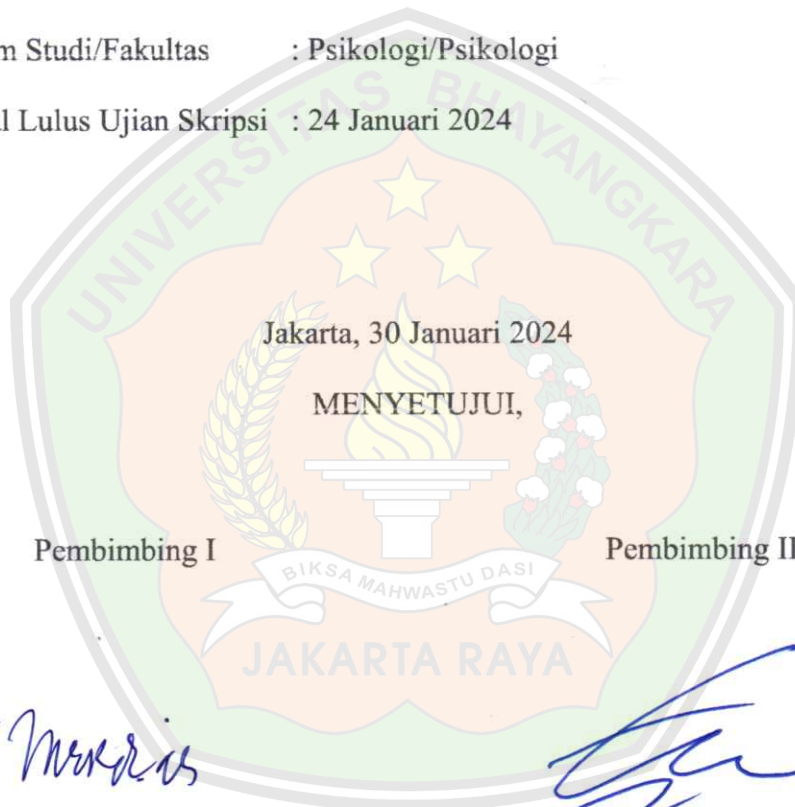 m Studi/Fakultas : Psikologi/Psikologi
l Lulus Ujian Skripsi : 24 Januari 2024
UNIVERSITAS BHAYANGKARA
Jakarta, 30 Januari 2024
MENYETUJUI,
Pembimbing I Pembimbing II
BIKSA MAHWASTU DASI
JAKARTA RAYA